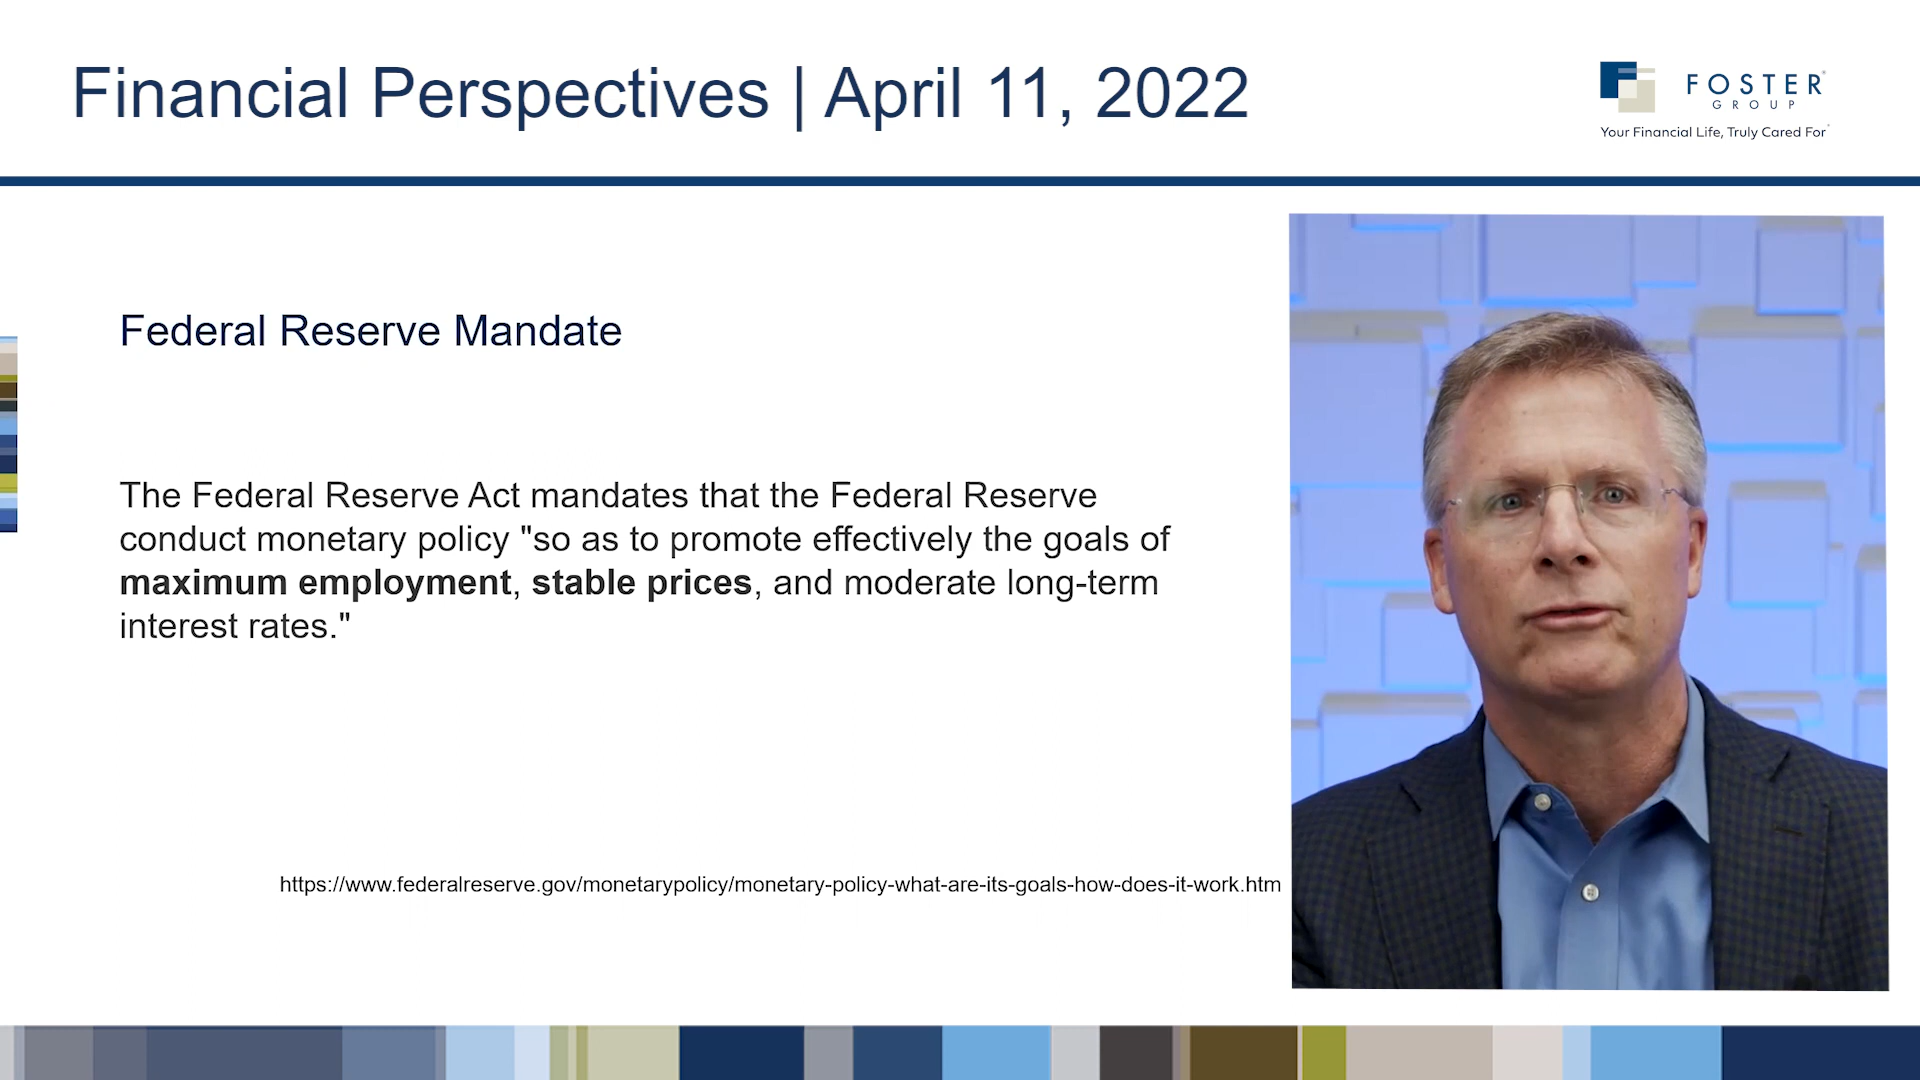 Financial Perspectives | April 11, 2022
FOSTER®
GROUP
Your Financial Life, Truly Cared For®
Federal Reserve Mandate
The Federal Reserve Act mandates that the Federal Reserve
conduct monetary policy "so as to promote effectively the goals of
maximum employment, stable prices, and moderate long-term
interest rates."
https://www.federalreserve.gov/monetarypolicy/monetary-policy-what-are-its-goals-how-does-it-work.htm